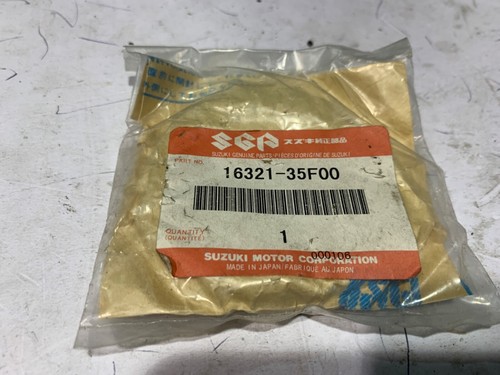 SGP スズキ純正部品
SUZUKI GENUINE PARTS PIECES D'ORIGINE DE SUZUKI
PART NO.
16321-35F00
QUANTITY
(QUANTITE)
1
000106
SUZUKI MOTOR CORPORATION
MADE IN JAPAN/FABRIQUE AU JAPON